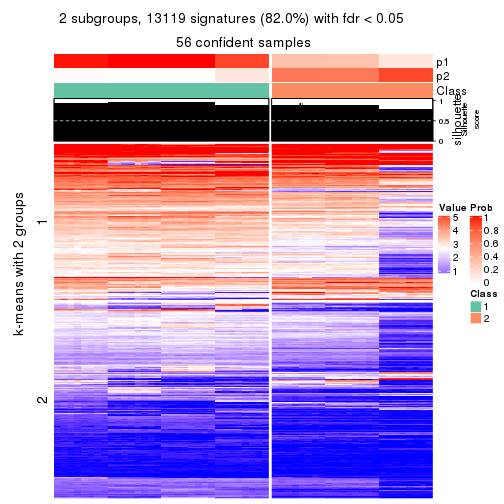 2 subgroups, 13119 signatures (82.0%) with fdr < 0.05
56 confident samples
p1
p2
Class
1
0.5
0
silhouette
Silhouette
score
k-means with 2 groups
1
2
Value
5
4
3
2
1
Prob
1
0.8
0.6
0.4
0.2
0
Class
1
2